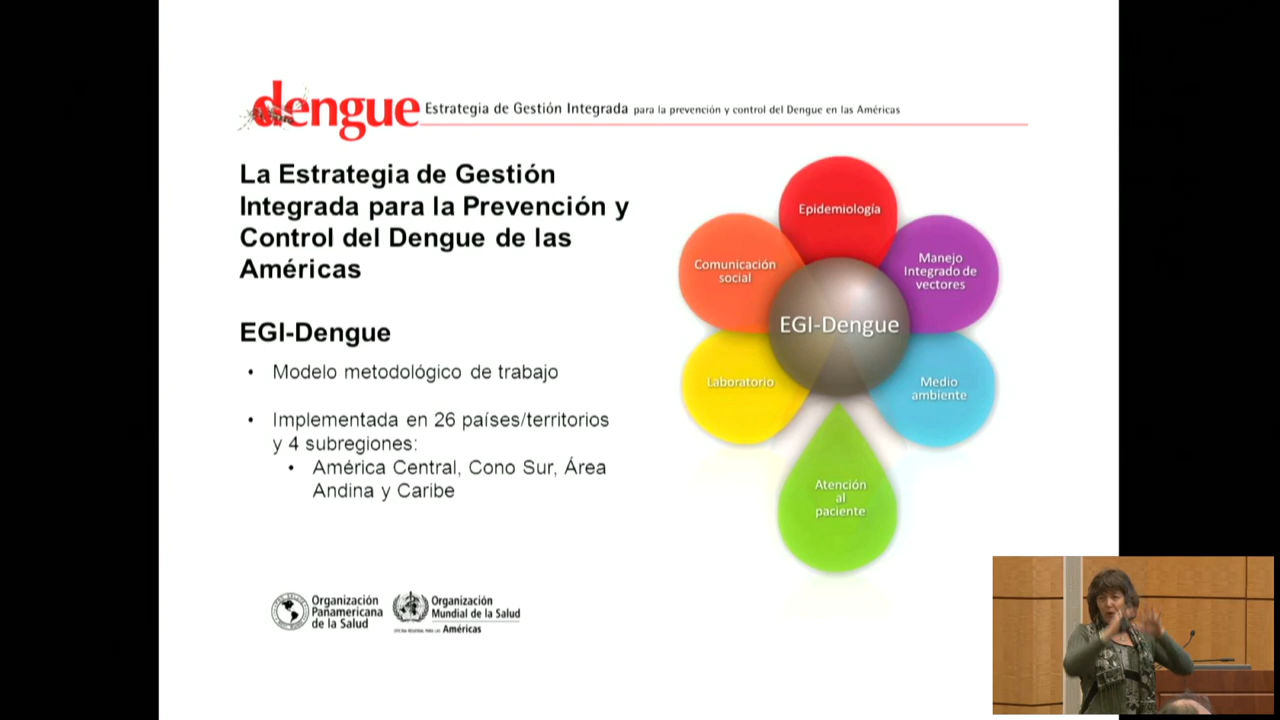 dengue Estrategia de Gestión Integrada para la prevención y control del Dengue en las Américas
La Estrategia de Gestión
Integrada para la Prevención y
Control del Dengue de las
Américas
EGI-Dengue
• Modelo metodológico de trabajo
• Implementada en 26 países/territorios
y 4 subregiones:
• América Central, Cono Sur, Área
Andina y Caribe
Epidemiología
Comunicación
social
Manejo
Integrado de
vectores
EGI-Dengue
Laboratorio
Medio
ambiente
Atención
al
paciente
Organización
Panamericana
de la Salud
Organización
Mundial de la Salud
Américas